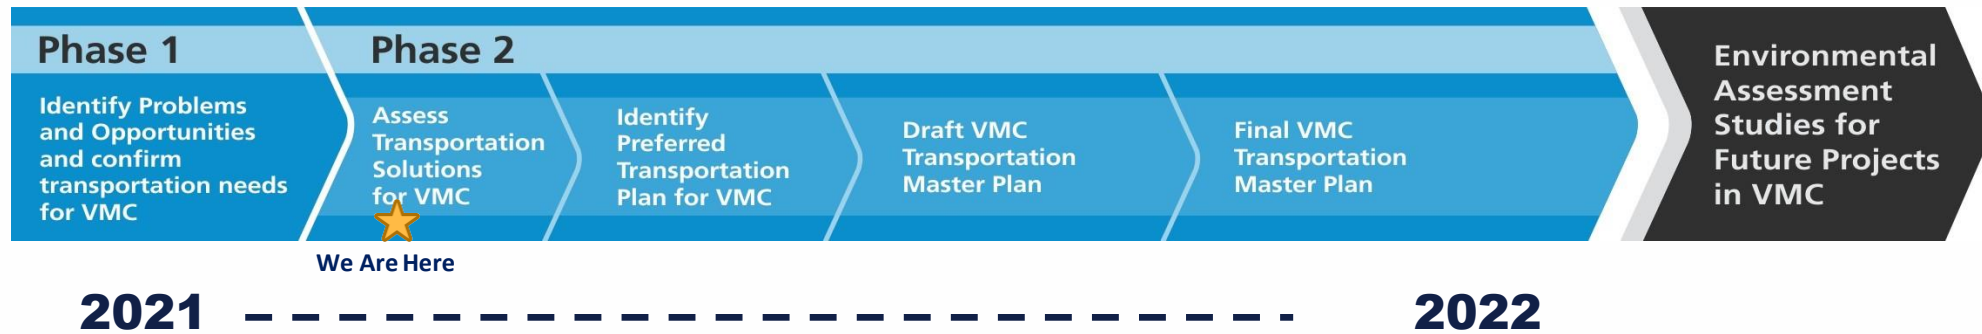 Phase 1
Identify Problems
and Opportunities
and confirm
transportation needs
for VMC
Phase 2
Assess
Transportation
Solutions
for VMC
Identify
Preferred
Transportation
Plan for VMC
Draft VMC
Transportation
Master Plan
Final VMC
Transportation
Master Plan
Environmental
Assessment
Studies for
Future Projects
in VMC
We Are Here
2021
2022